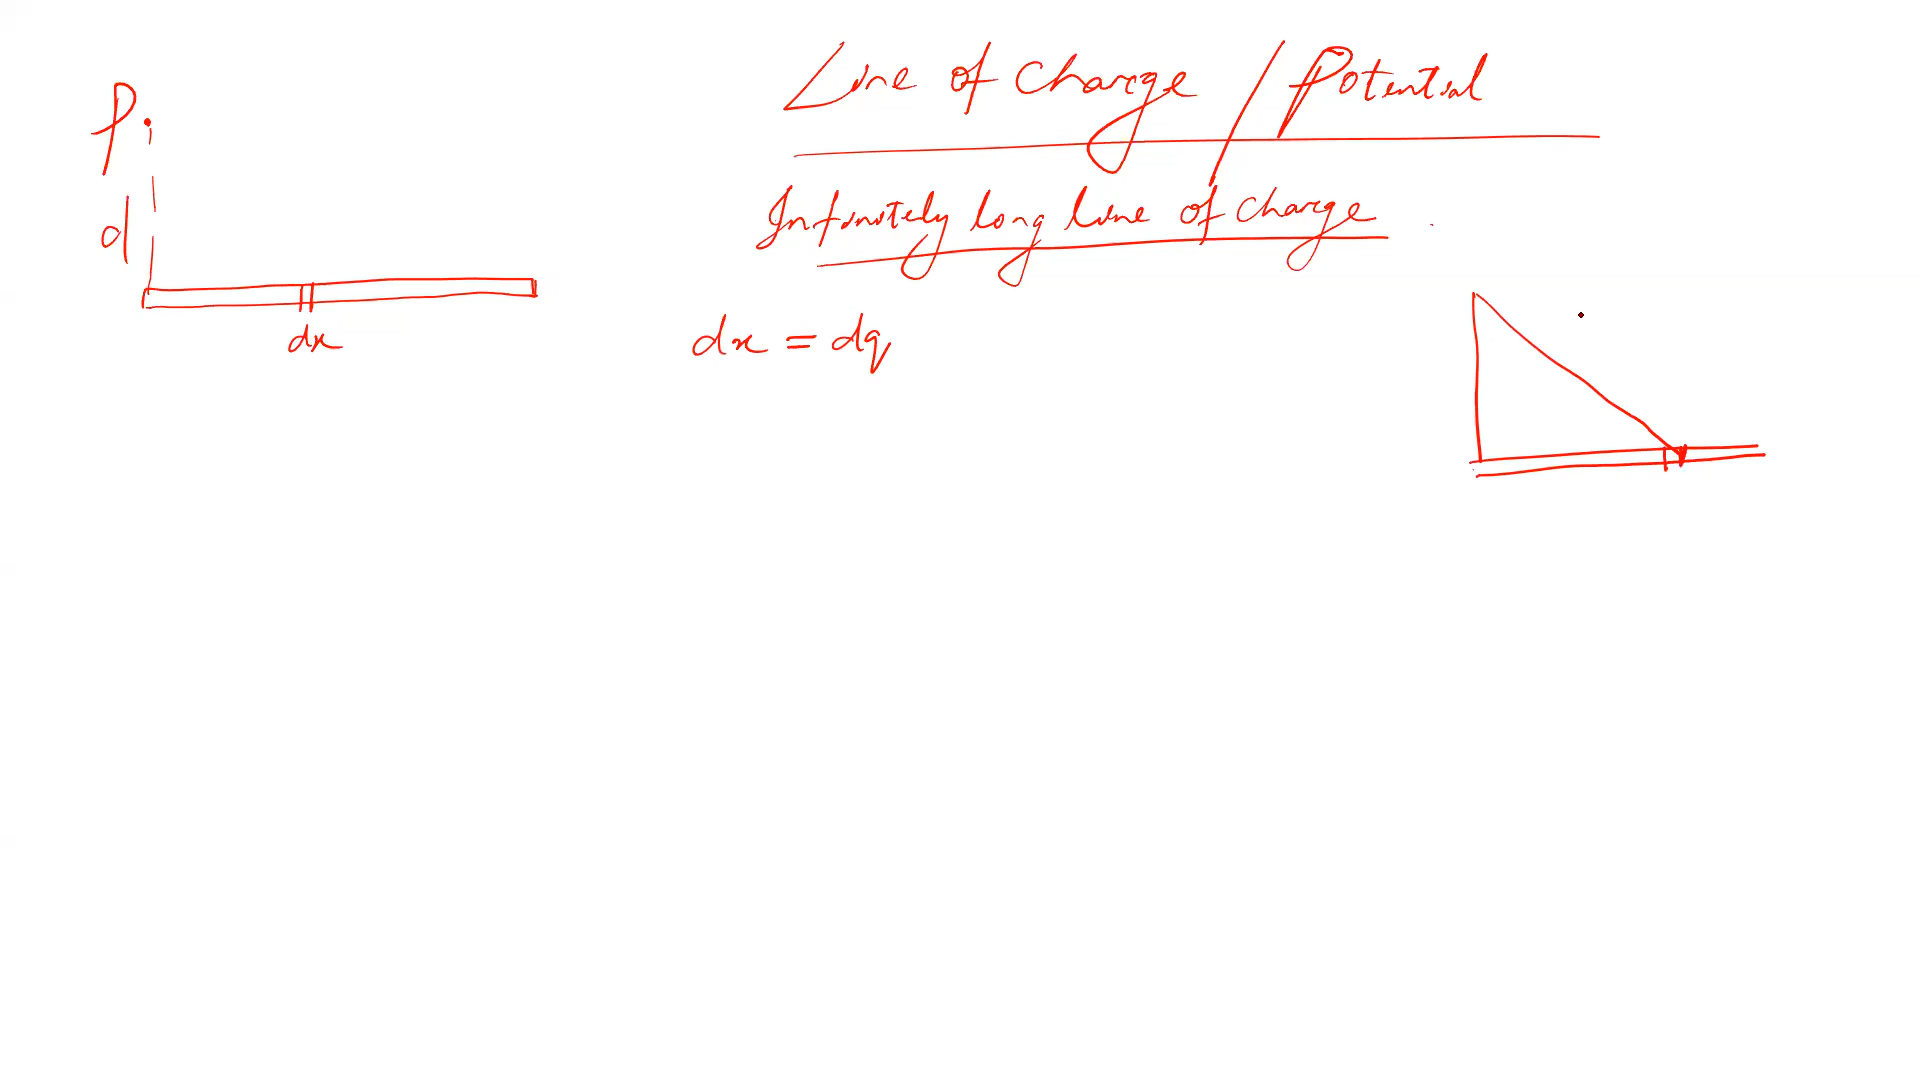 Line of Charge / Potential
Infinitely long line of charge
P
d
dx
dx = dq